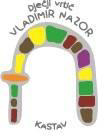 Dječji vrtić
VLADIMIR NAZOR
KASTAV